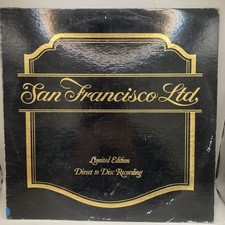 San Francisco Ltd.
Limited Edition
Direct to Disc Recording